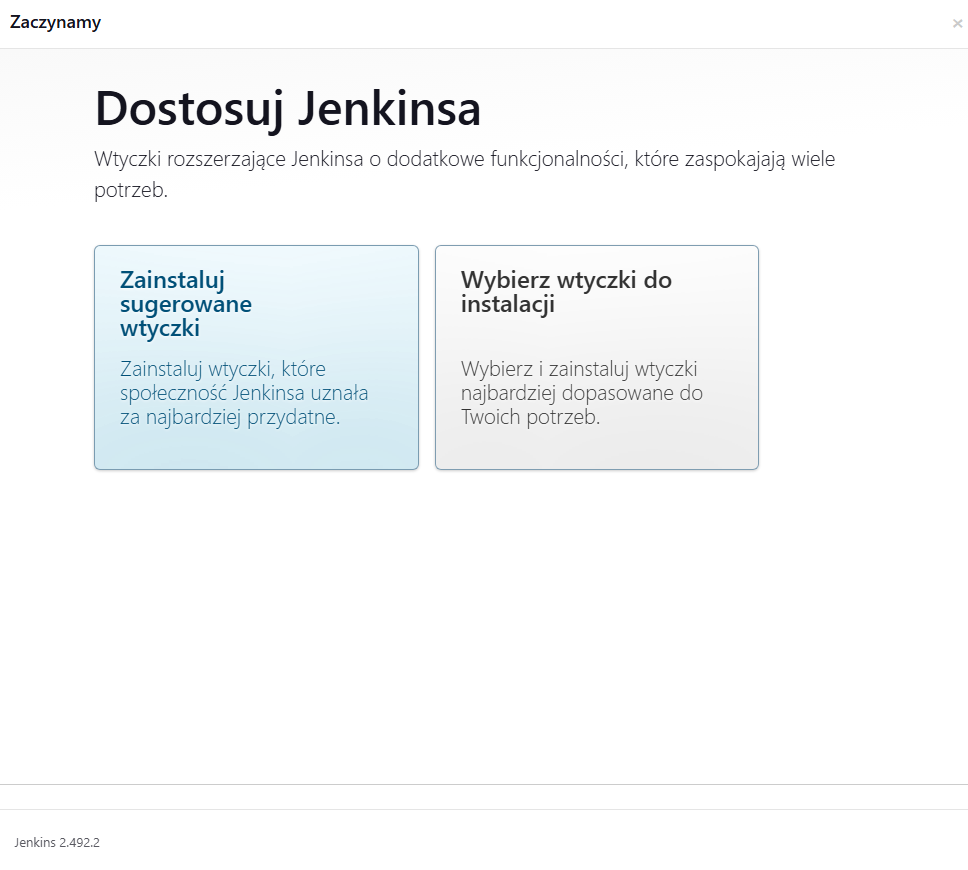 Zaczynamy
×
Dostosuj Jenkinsa
Wtyczki rozszerzające Jenkinsa o dodatkowe funkcjonalności, które zaspokajają wiele
potrzeb.
Zainstaluj
sugerowane
wtyczki
Zainstaluj wtyczki, które
społeczność Jenkinsa uznała
za najbardziej przydatne.
Wybierz wtyczki do
instalacji
Wybierz i zainstaluj wtyczki
najbardziej dopasowane do
Twoich potrzeb.
Jenkins 2.492.2